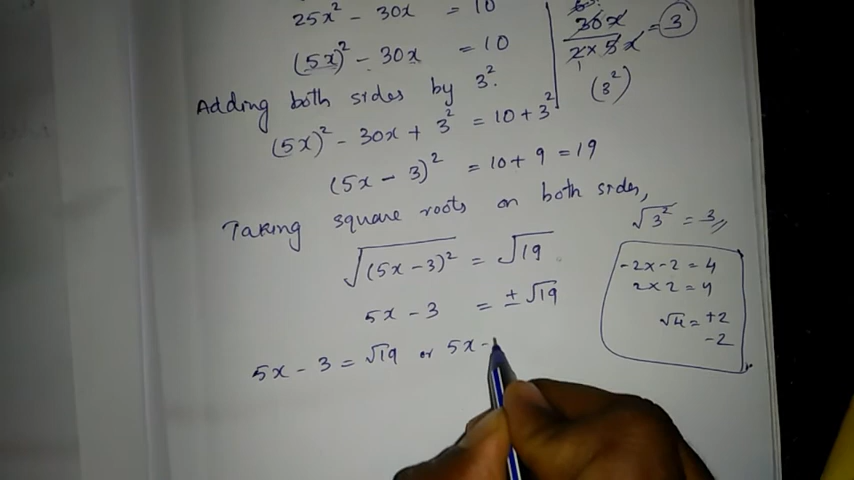 25x² - 30x = 10
(5x)² - 30x = 10
Adding both sides by 3².
(5x)² - 30x + 3² = 10 + 3²
(5x - 3)² = 10 + 9 = 19
Taking square roots on both sides,
√(5x - 3)² = √19
5x - 3 = ± √19
5x - 3 = √19 or 5x -
30x
2 x 5x
= 3
1
(3²)
√3² = 3
-2 x -2 = 4
2 x 2 = 4
√4 = +2
-2